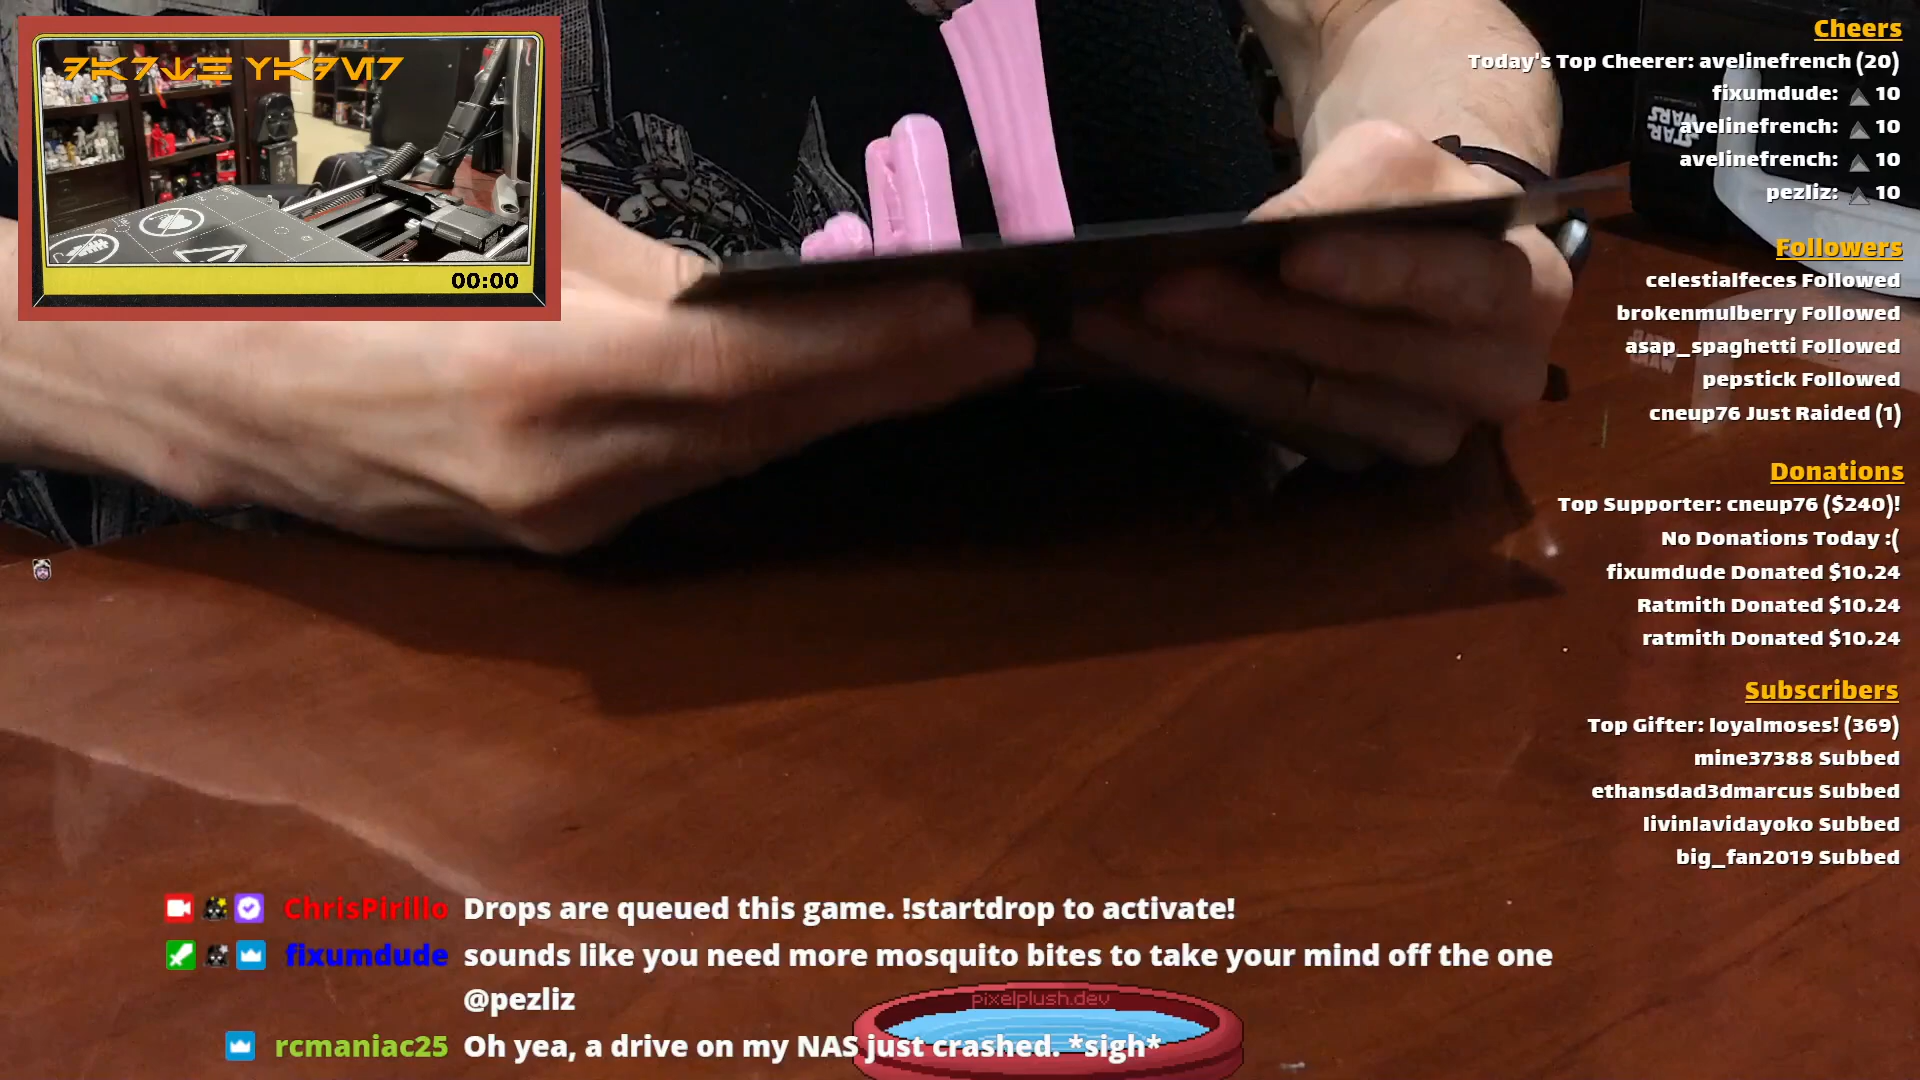 00:00
Cheers
Today's Top Cheerer: avelinefrench (20)
fixumdude: 10
avelinefrench: 10
avelinefrench: 10
pezliz: 10
STAR
WARS
Followers
celestialfeces Followed
brokenmulberry Followed
asap_spaghetti Followed
pepstick Followed
cneup76 Just Raided (1)
Donations
Top Supporter: cneup76 ($240)!
No Donations Today :(
fixumdude Donated $10.24
Ratmith Donated $10.24
ratmith Donated $10.24
Subscribers
Top Gifter: loyalmoses! (369)
mine37388 Subbed
ethansdad3dmarcus Subbed
livinlavidayoko Subbed
big_fan2019 Subbed
ChrisPirillo Drops are queued this game. !startdrop to activate!
fixumdude sounds like you need more mosquito bites to take your mind off the one
@pezliz
pixelplush.dev
rcmaniac25 Oh yea, a drive on my NAS just crashed. *sigh*